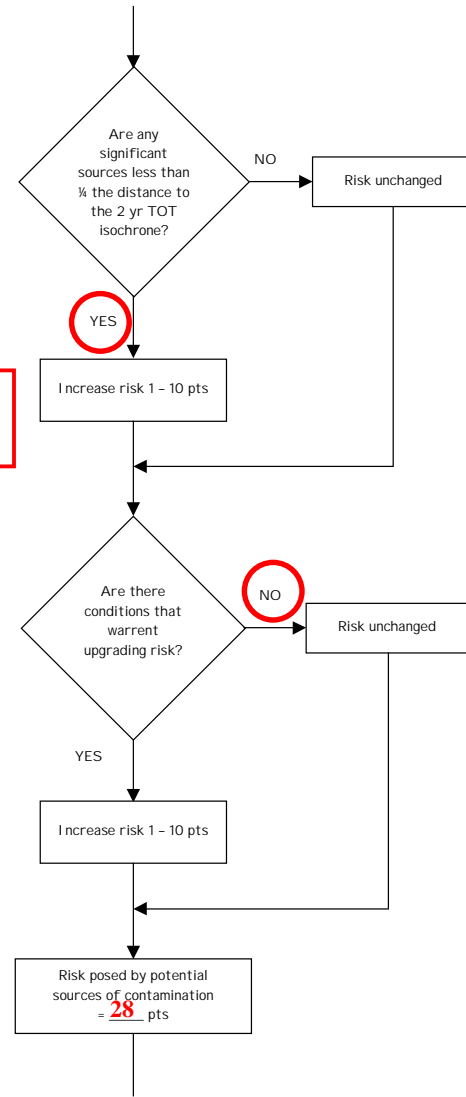 Are any
significant
sources less than
¼ the distance to
the 2 yr TOT
isochrone?
NO
Risk unchanged
YES
Increase risk 1 – 10 pts
Are there
conditions that
warrent
upgrading risk?
NO
Risk unchanged
YES
Increase risk 1 – 10 pts
Risk posed by potential
sources of contamination
= 28 pts